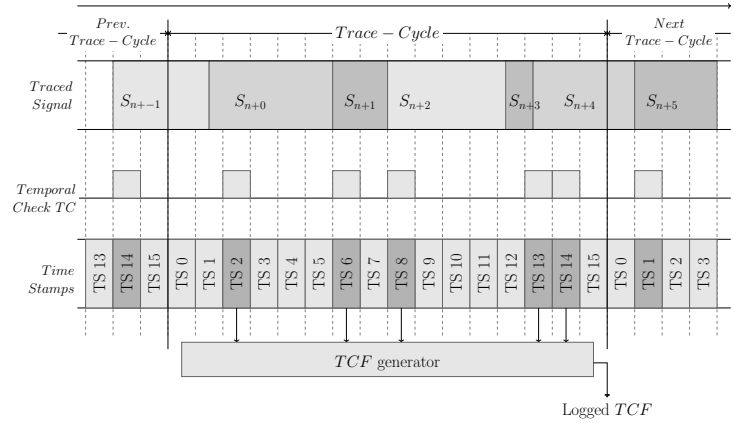 Prev. Next
Trace−Cycle Trace−Cycle Trace−Cycle
Traced
Signal
S_{n+−1} S_{n+0} S_{n+1} S_{n+2} S_{n+3} S_{n+4} S_{n+5}
Temporal
Check TC
Time
Stamps
TS 13 TS 14 TS 15 TS 0 TS 1 TS 2 TS 3 TS 4 TS 5 TS 6 TS 7 TS 8 TS 9 TS 10 TS 11 TS 12 TS 13 TS 14 TS 15 TS 0 TS 1 TS 2 TS 3
TCF generator
Logged TCF